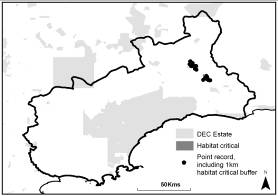 DEC Estate
Habitat critical
Point record,
including 1km
habitat critical buffer
50Kms
N